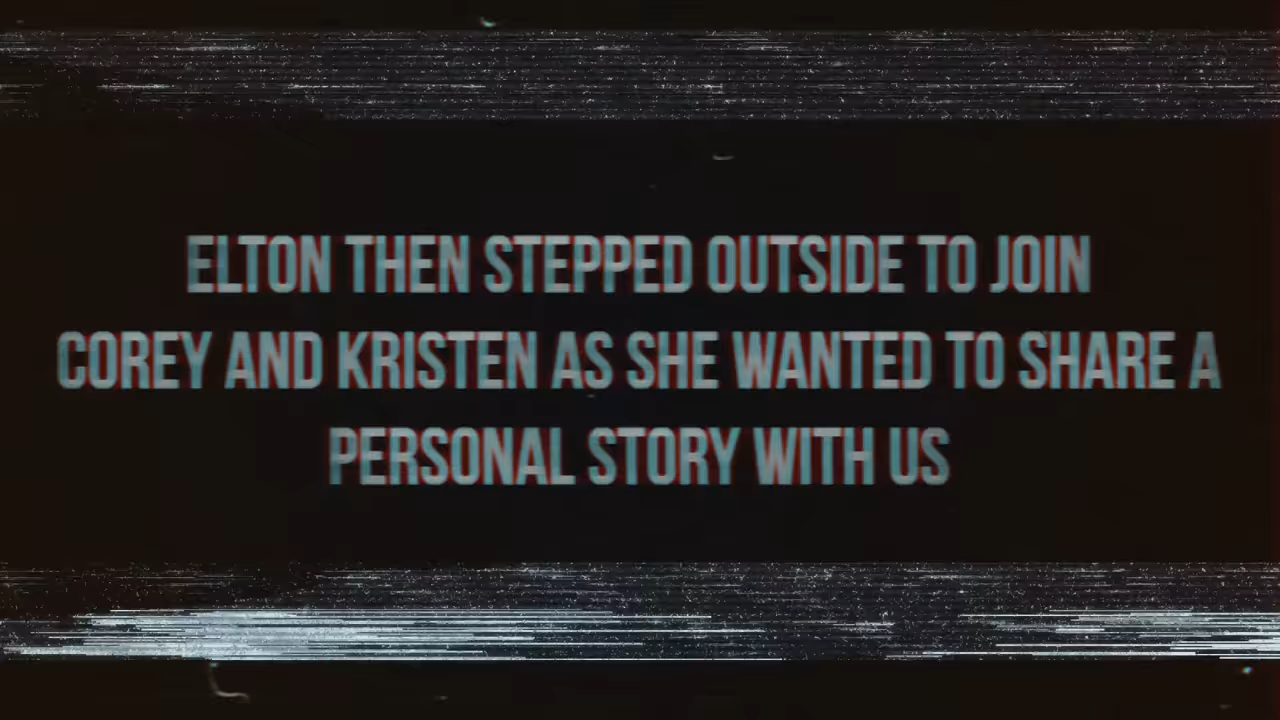 ELTON THEN STEPPED OUTSIDE TO JOIN
COREY AND KRISTEN AS SHE WANTED TO SHARE A
PERSONAL STORY WITH US